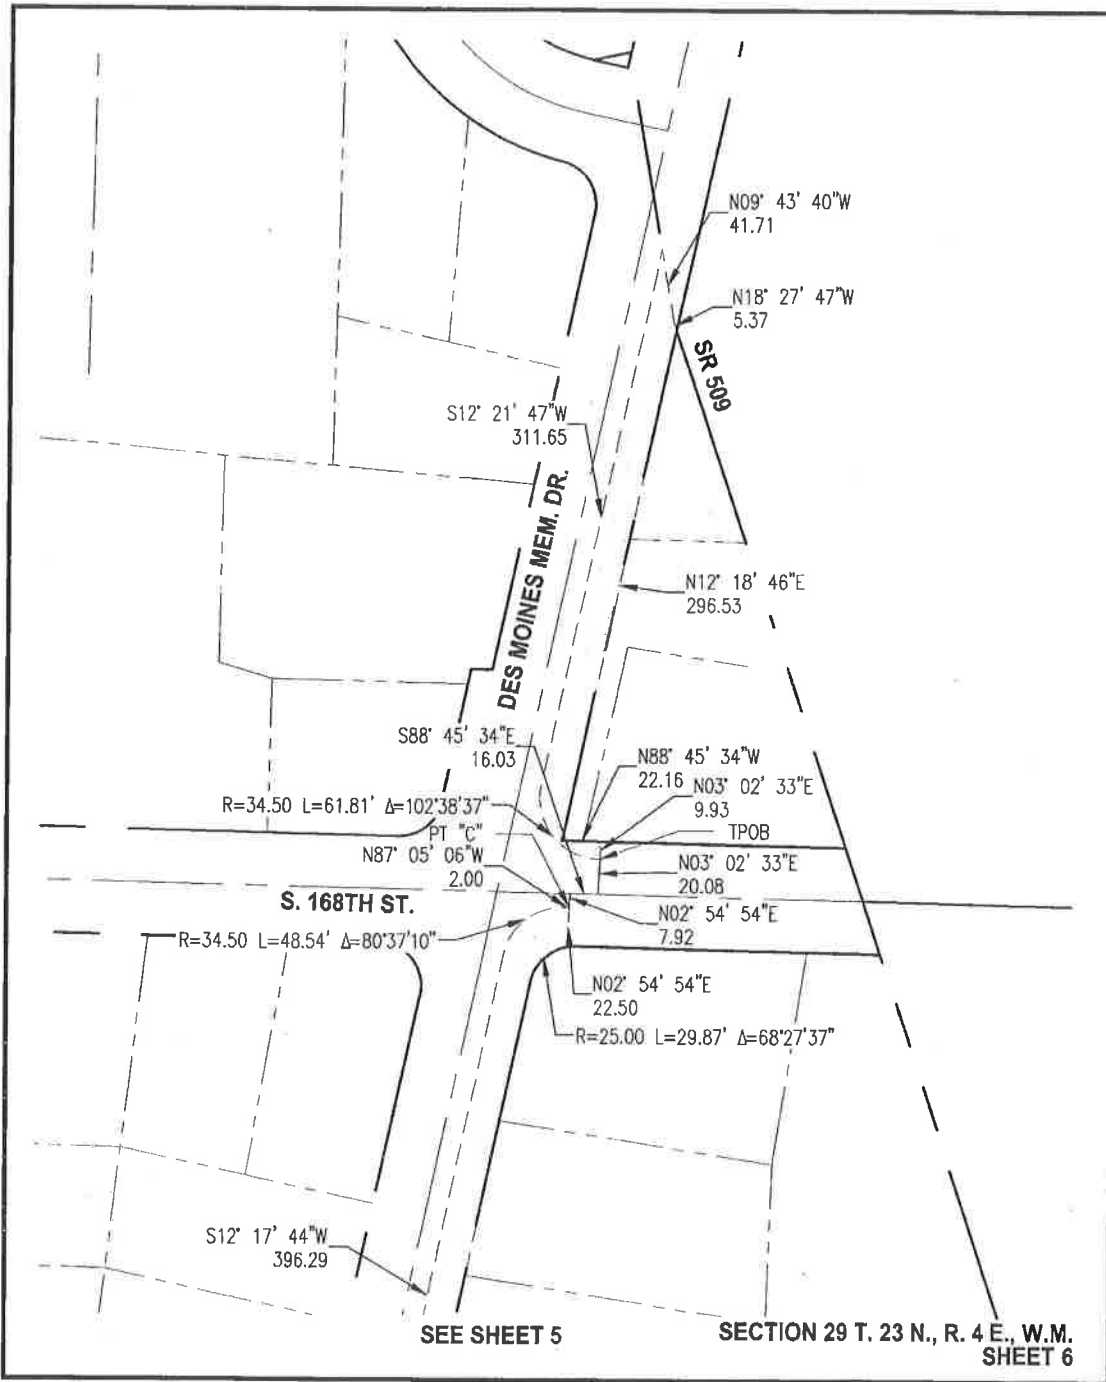 N09° 43' 40"W
41.71
N18° 27' 47"W
5.37
SR 509
S12° 21' 47"W
311.65
DES MOINES MEM. DR.
N12° 18' 46"E
296.53
S88° 45' 34"E
16.03
N88° 45' 34"W
22.16
N03° 02' 33"E
9.93
R=34.50 L=61.81' Δ=102°38'37"
TPOB
PT "C"
N87° 05' 06"W
2.00
N03° 02' 33"E
20.08
S. 168TH ST.
N02° 54' 54"E
7.92
R=34.50 L=48.54' Δ=80°37'10"
N02° 54' 54"E
22.50
R=25.00 L=29.87' Δ=68°27'37"
S12° 17' 44"W
396.29
SEE SHEET 5
SECTION 29 T. 23 N., R. 4 E., W.M.
SHEET 6